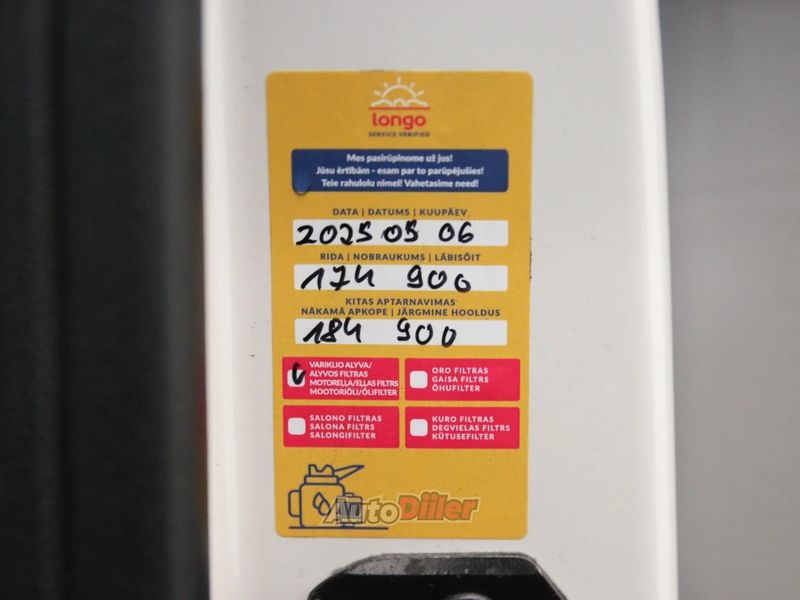 longo
SERVICE VERIFIED
Mes pasirūpinome už jus!
Jūsu ērtībām - esam par to parūpējušies!
Teie rahulolu nimel! Vahetasime need!
DATA | DATUMS | KUUPÄEV
2025 05 06
RIDA | NOBRAUKUMS | LÄBISÕIT
174 900
KITAS APTARNAVIMAS
NĀKAMĀ APKOPE | JÄRGMINE HOOLDUS
184 900
VARIKLIO ALYVA/
ALYVOS FILTRAS
MOTOREĻĻA/EĻĻAS FILTRS
MOOTORIÕLI/ÕLIFILTER
ORO FILTRAS
GAISA FILTRS
ÕHUFILTER
SALONO FILTRAS
SALONA FILTRS
SALONGIFILTER
KURO FILTRAS
DEGVIELAS FILTRS
KÜTUSEFILTER
AutoDiiler